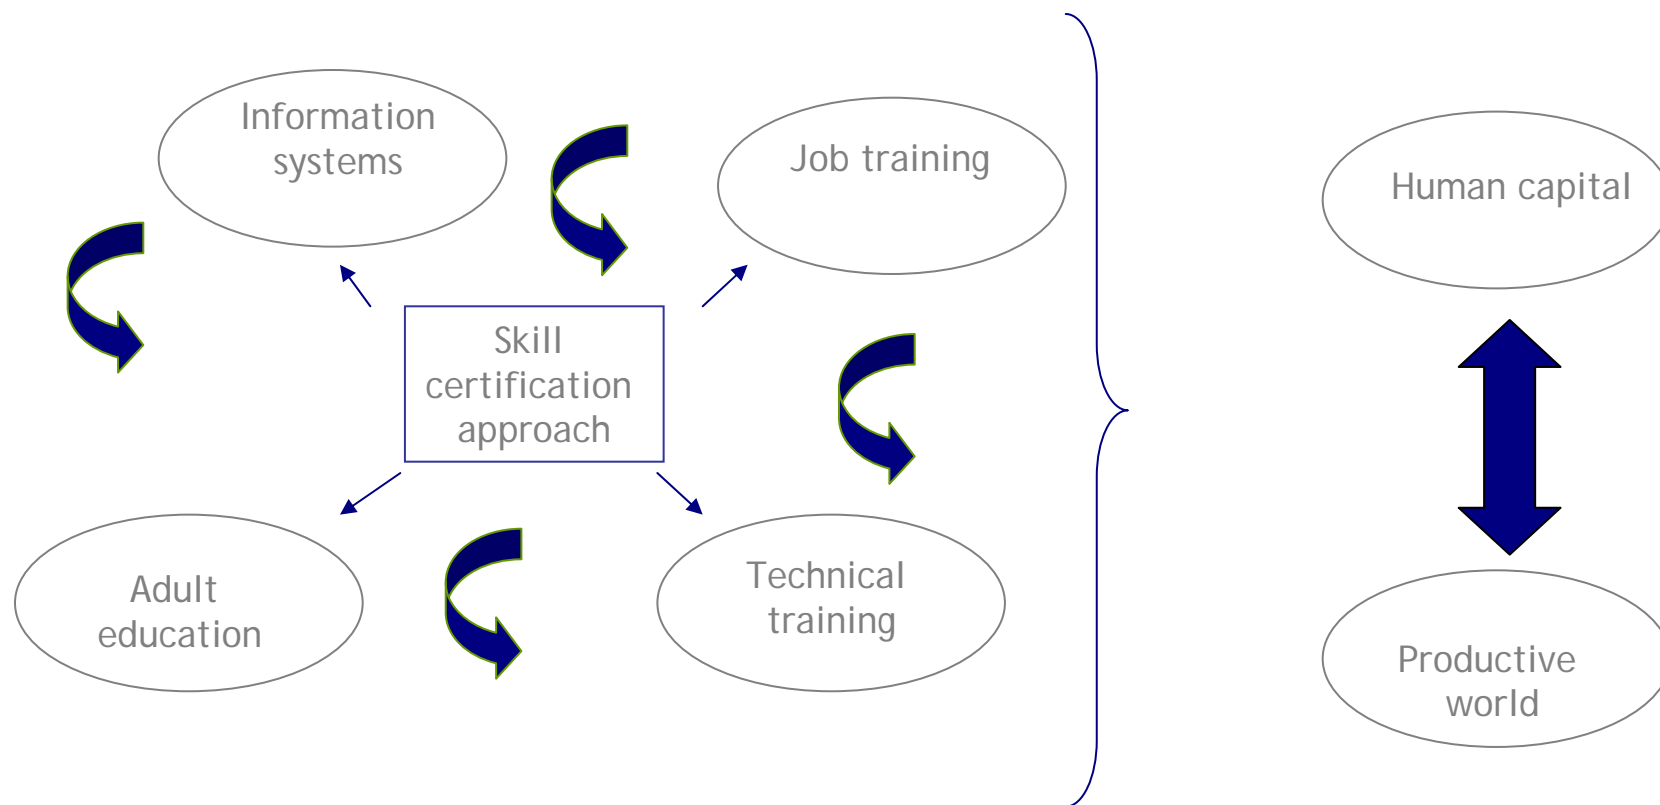 Information
systems
Job training
Human capital
Skill
certification
approach
Adult
education
Technical
training
Productive
world